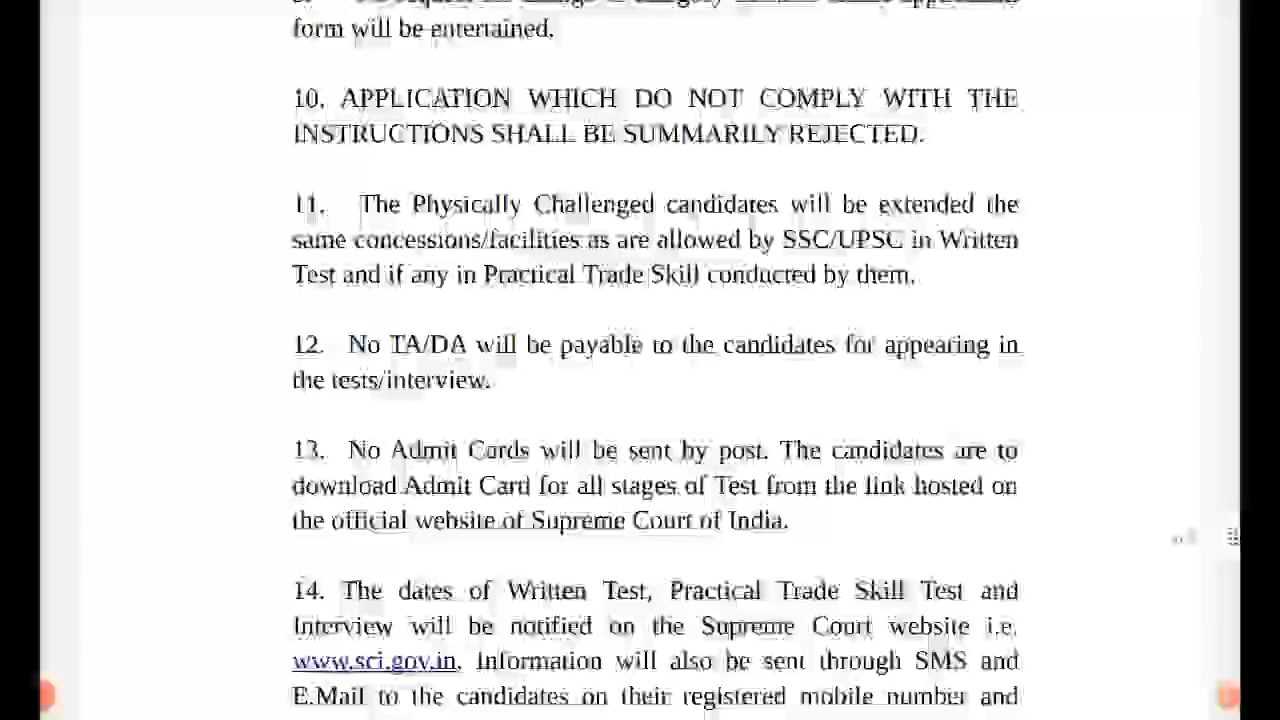 form will be entertained.
10. APPLICATION WHICH DO NOT COMPLY WITH THE
INSTRUCTIONS SHALL BE SUMMARILY REJECTED.
11. The Physically Challenged candidates will be extended the
same concessions/facilities as are allowed by SSC/UPSC in Written
Test and if any in Practical Trade Skill conducted by them.
12. No TA/DA will be payable to the candidates for appearing in
the tests/interview.
13. No Admit Cards will be sent by post. The candidates are to
download Admit Card for all stages of Test from the link hosted on
the official website of Supreme Court of India.
14. The dates of Written Test, Practical Trade Skill Test and
Interview will be notified on the Supreme Court website i.e.
www.sci.gov.in. Information will also be sent through SMS and
E.Mail to the candidates on their registered mobile number and